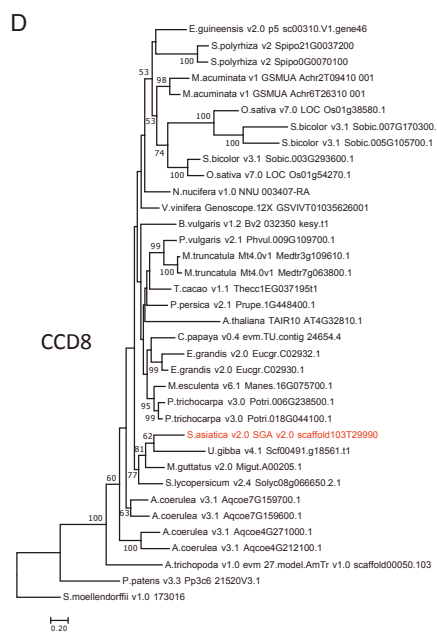 D
E.guineensis v2.0 p5 sc00310.V1.gene46
S.polyrhiza v2 Spipo21G0037200
S.polyrhiza v2 Spipo0G0070100
100
53
M.acuminata v1 GSMUA Achr2T09410 001
98
M.acuminata v1 GSMUA Achr6T26310 001
53
O.sativa v7.0 LOC Os01g38580.1
100
S.bicolor v3.1 Sobic.007G170300.
100
S.bicolor v3.1 Sobic.005G105700.1
74
S.bicolor v3.1 Sobic.003G293600.1
100
O.sativa v7.0 LOC Os01g54270.1
N.nucifera v1.0 NNU 003407-RA
V.vinifera Genoscope.12X GSVIVT01035626001
B.vulgaris v1.2 Bv2 032350 kesy.t1
P.vulgaris v2.1 Phvul.009G109700.1
99
M.truncatula Mt4.0v1 Medtr3g109610.1
100
M.truncatula Mt4.0v1 Medtr7g063800.1
T.cacao v1.1 Thecc1EG037195t1
P.persica v2.1 Prupe.1G448400.1
A.thaliana TAIR10 AT4G32810.1
CCD8
C.papaya v0.4 evm.TU.contig 24654.4
E.grandis v2.0 Eucgr.C02932.1
99
E.grandis v2.0 Eucgr.C02930.1
M.esculenta v6.1 Manes.16G075700.1
95
P.trichocarpa v3.0 Potri.006G238500.1
99
P.trichocarpa v3.0 Potri.018G044100.1
S.asiatica v2.0 SGA v2.0 scaffold103T29990
62
U.gibba v4.1 Scf00491.g18561.t1
81
M.guttatus v2.0 Migut.A00205.1
77
S.lycopersicum v2.4 Solyc08g066650.2.1
60
A.coerulea v3.1 Aqcoe7G159700.1
63
A.coerulea v3.1 Aqcoe7G159600.1
100
A.coerulea v3.1 Aqcoe4G271000.1
100
A.coerulea v3.1 Aqcoe4G212100.1
A.trichopoda v1.0 evm 27.model.AmTr v1.0 scaffold00050.103
P.patens v3.3 Pp3c6 21520V3.1
S.moellendorffii v1.0 173016
0.20